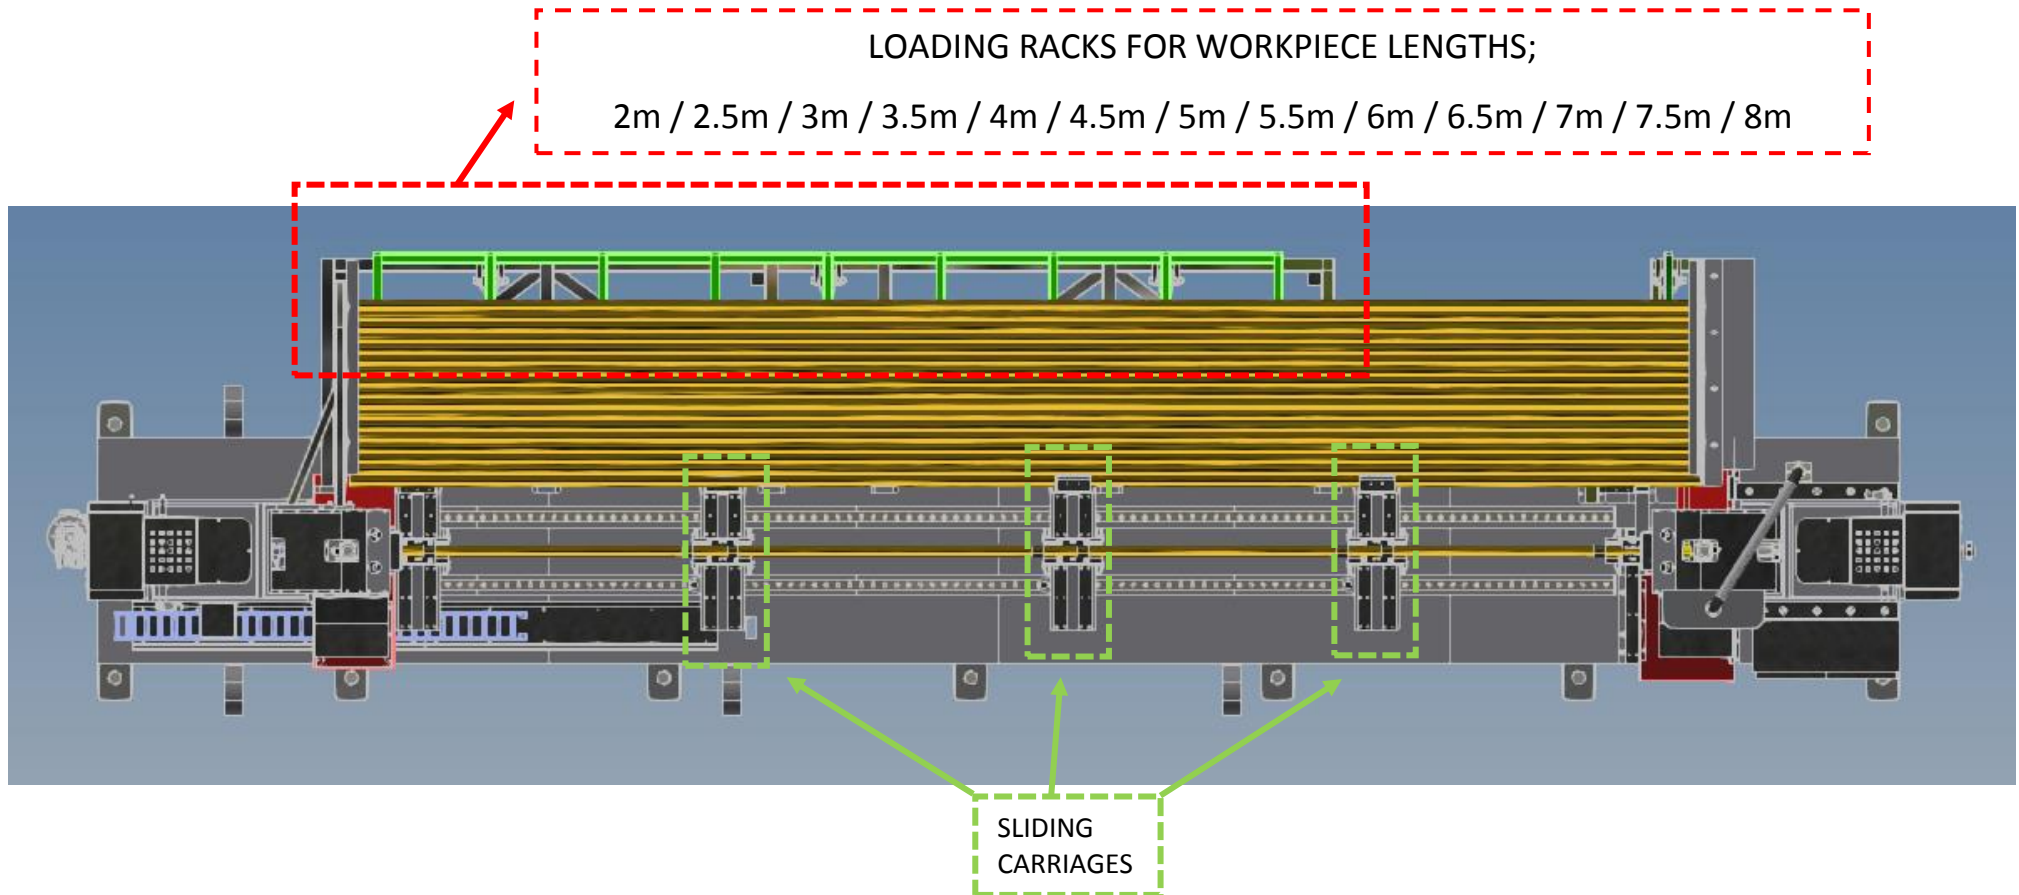 LOADING RACKS FOR WORKPIECE LENGTHS;
2m / 2.5m / 3m / 3.5m / 4m / 4.5m / 5m / 5.5m / 6m / 6.5m / 7m / 7.5m / 8m
SLIDING
CARRIAGES